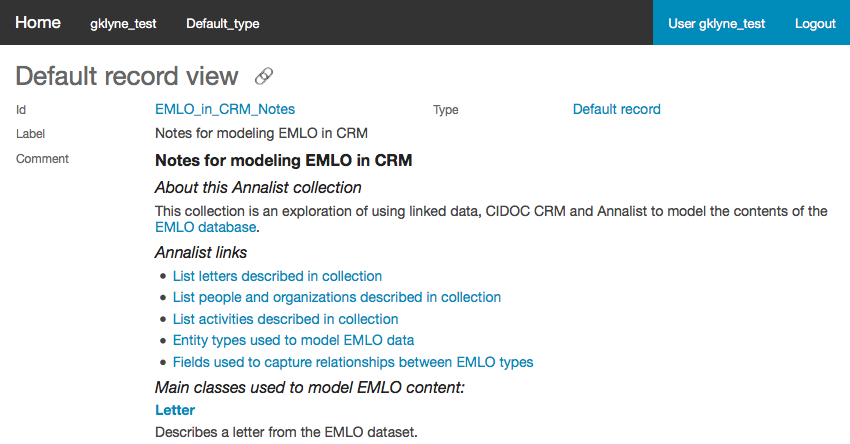 Home gklyne_test Default_type User gklyne_test Logout
Default record view
Id EMLO_in_CRM_Notes Type Default record
Label Notes for modeling EMLO in CRM
Comment Notes for modeling EMLO in CRM
About this Annalist collection
This collection is an exploration of using linked data, CIDOC CRM and Annalist to model the contents of the
EMLO database.
Annalist links
• List letters described in collection
• List people and organizations described in collection
• List activities described in collection
• Entity types used to model EMLO data
• Fields used to capture relationships between EMLO types
Main classes used to model EMLO content:
Letter
Describes a letter from the EMLO dataset.